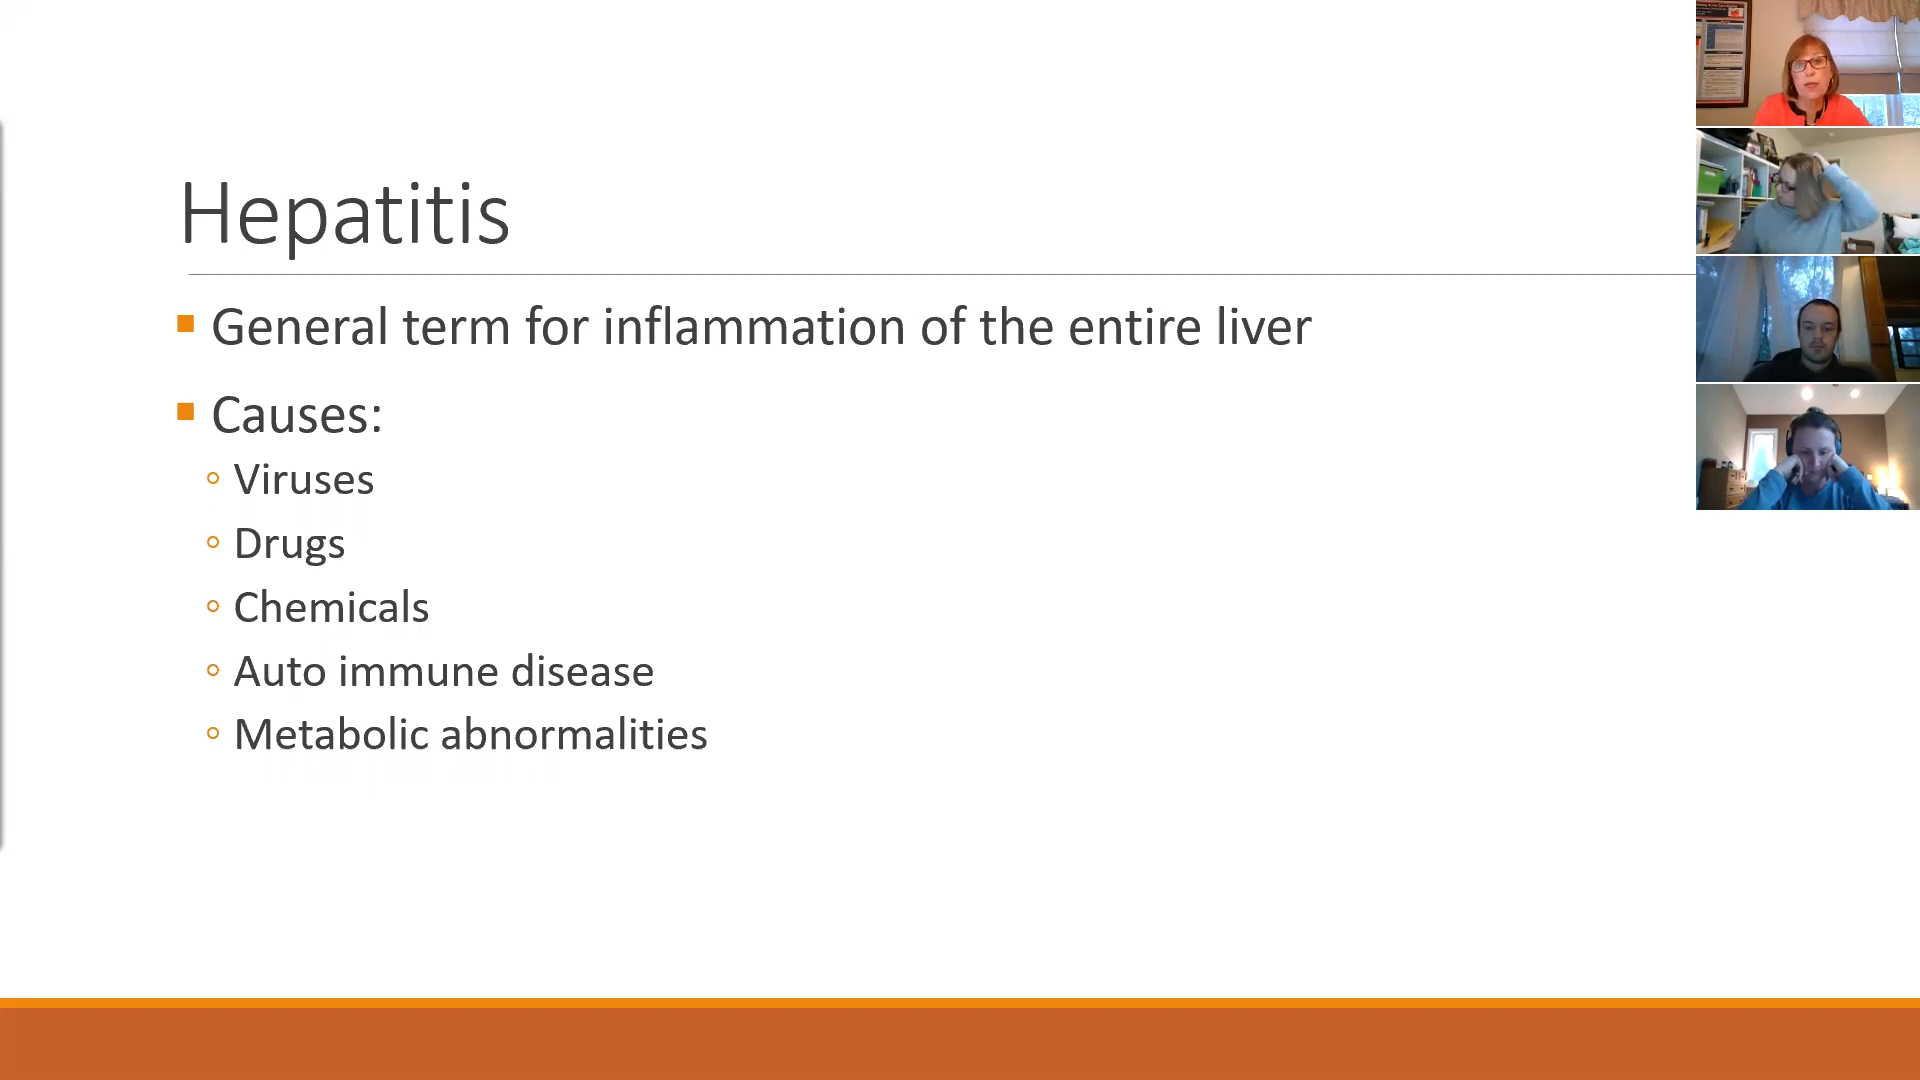 Hepatitis
General term for inflammation of the entire liver
Causes:
Viruses
Drugs
Chemicals
Auto immune disease
Metabolic abnormalities